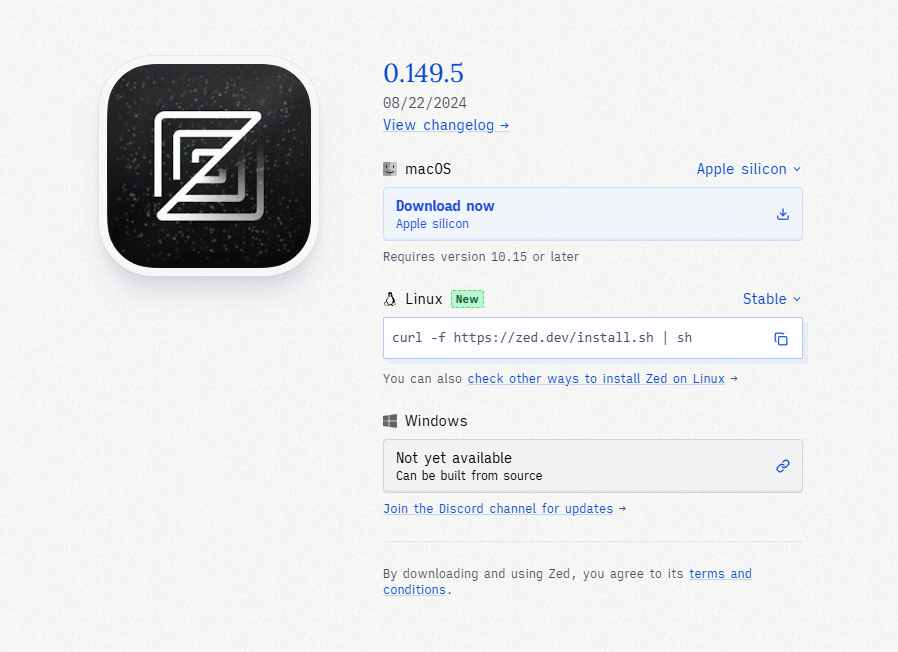 0.149.5
08/22/2024
View changelog →
macOS
Apple silicon
Download now
Apple silicon
Requires version 10.15 or later
Linux New
Stable
curl -f https://zed.dev/install.sh | sh
You can also check other ways to install Zed on Linux →
Windows
Not yet available
Can be built from source
Join the Discord channel for updates →
By downloading and using Zed, you agree to its terms and
conditions.